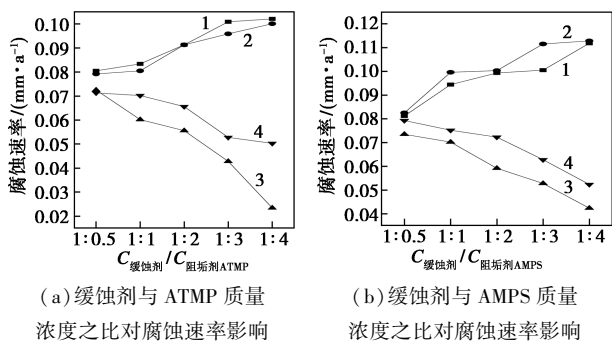 0.10
0.09
0.08
0.07
0.06
0.05
0.04
0.03
0.02
腐蚀速率/(mm·a⁻¹)
1
2
4
3
1:0.5 1:1 1:2 1:3 1:4
C缓蚀剂/C阻垢剂ATMP
(a)缓蚀剂与 ATMP 质量
浓度之比对腐蚀速率影响
0.12
0.11
0.10
0.09
0.08
0.07
0.06
0.05
0.04
腐蚀速率/(mm·a⁻¹)
2
1
4
3
1:0.5 1:1 1:2 1:3 1:4
C缓蚀剂/C阻垢剂AMPS
(b)缓蚀剂与 AMPS 质量
浓度之比对腐蚀速率影响